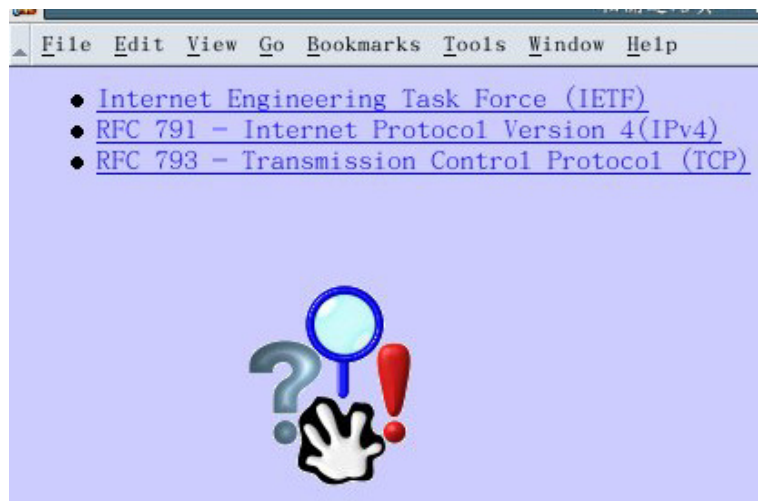 File Edit View Go Bookmarks Tools Window Help
Internet Engineering Task Force (IETF)
RFC 791 - Internet Protocol Version 4(IPv4)
RFC 793 - Transmission Control Protocol (TCP)